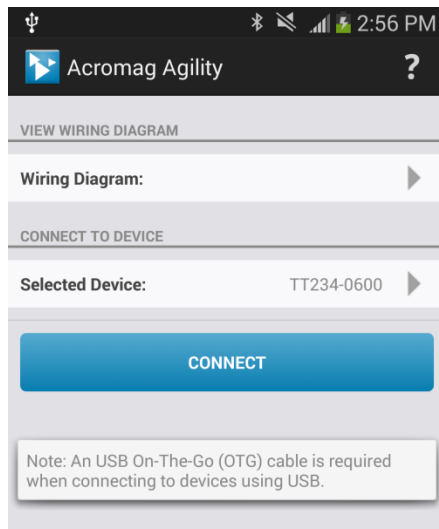 2:56 PM
Acromag Agility ?
VIEW WIRING DIAGRAM
Wiring Diagram:
CONNECT TO DEVICE
Selected Device: TT234-0600
CONNECT
Note: An USB On-The-Go (OTG) cable is required
when connecting to devices using USB.